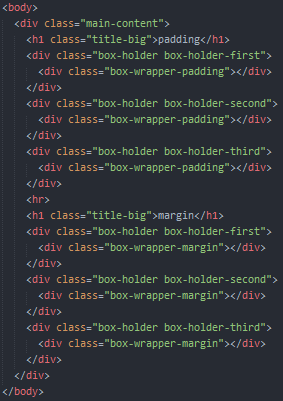 <body>
<div class="main-content">
<h1 class="title-big">padding</h1>
<div class="box-holder box-holder-first">
<div class="box-wrapper-padding"></div>
</div>
<div class="box-holder box-holder-second">
<div class="box-wrapper-padding"></div>
</div>
<div class="box-holder box-holder-third">
<div class="box-wrapper-padding"></div>
</div>
<hr>
<h1 class="title-big">margin</h1>
<div class="box-holder box-holder-first">
<div class="box-wrapper-margin"></div>
</div>
<div class="box-holder box-holder-second">
<div class="box-wrapper-margin"></div>
</div>
<div class="box-holder box-holder-third">
<div class="box-wrapper-margin"></div>
</div>
</div>
</body>